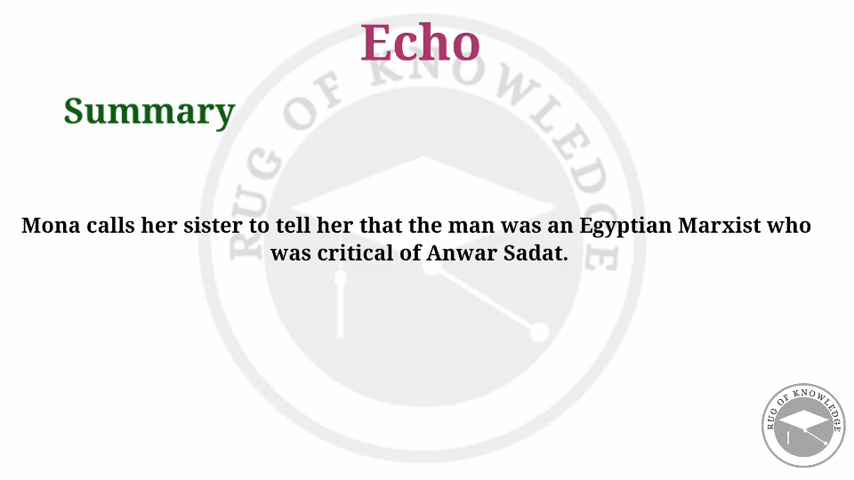 Echo
Summary
Mona calls her sister to tell her that the man was an Egyptian Marxist who
was critical of Anwar Sadat.
RUG OF KNOWLEDGE
RUG OF KNOWLEDGE